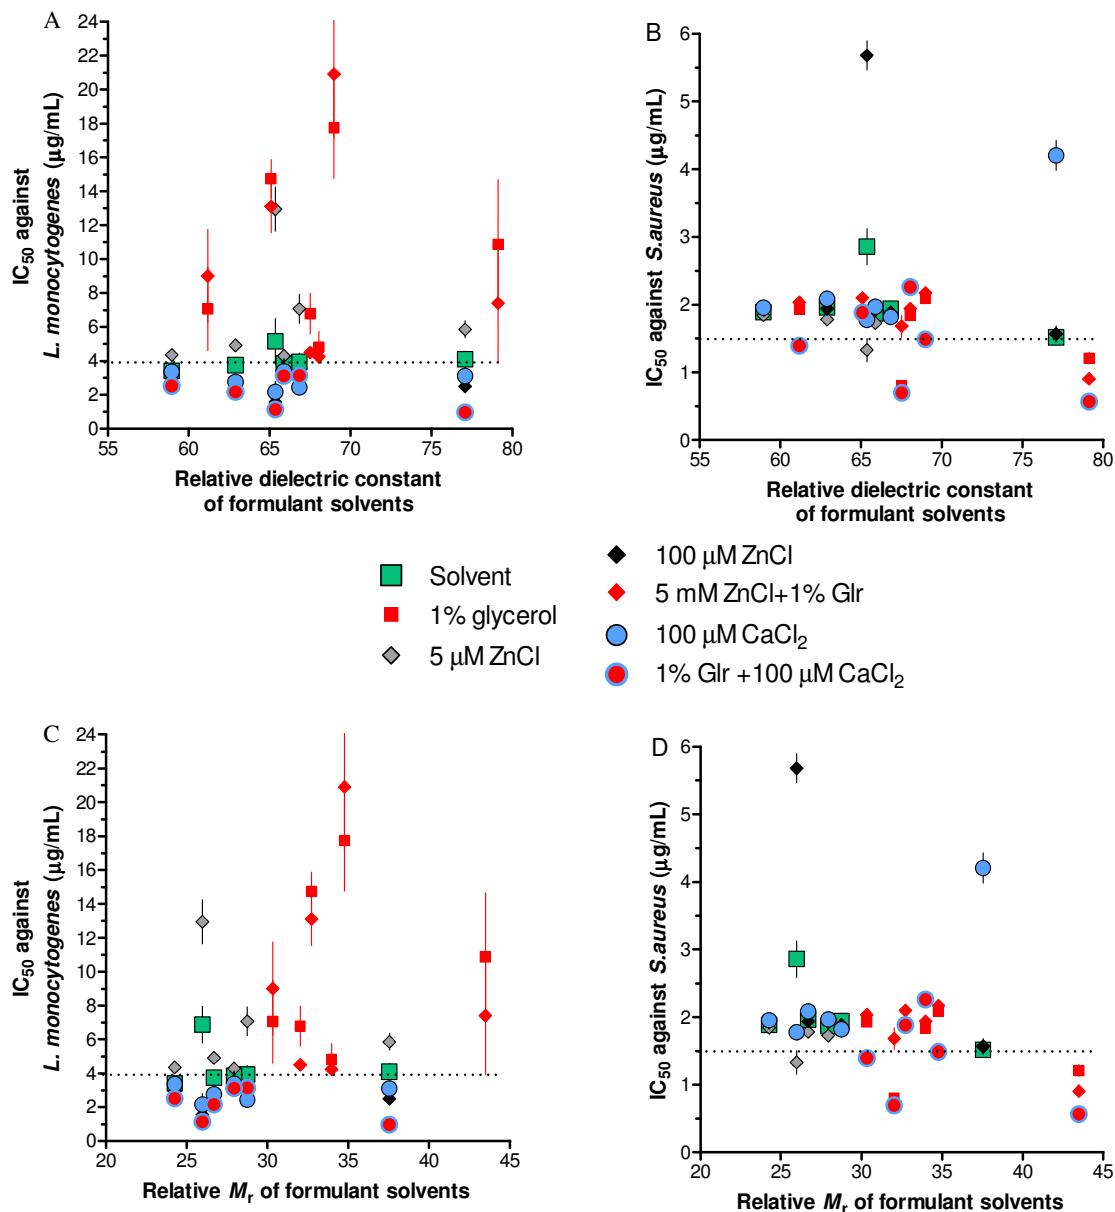 A
24
22
20
18
16
14
12
10
8
6
4
2
0
55 60 65 70 75 80
IC50 against
L. monocytogenes (μg/mL)
Relative dielectric constant
of formulant solvents
B
6
5
4
3
2
1
0
55 60 65 70 75 80
IC50 against S.aureus (μg/mL)
Relative dielectric constant
of formulant solvents
Solvent
1% glycerol
5 μM ZnCl
100 μM ZnCl
5 mM ZnCl+1% Glr
100 μM CaCl2
1% Glr +100 μM CaCl2
C
24
22
20
18
16
14
12
10
8
6
4
2
0
20 25 30 35 40 45
IC50 against
L. monocytogenes (μg/mL)
Relative Mr of formulant solvents
D
6
5
4
3
2
1
0
20 25 30 35 40 45
IC50 against S.aureus (μg/mL)
Relative Mr of formulant solvents